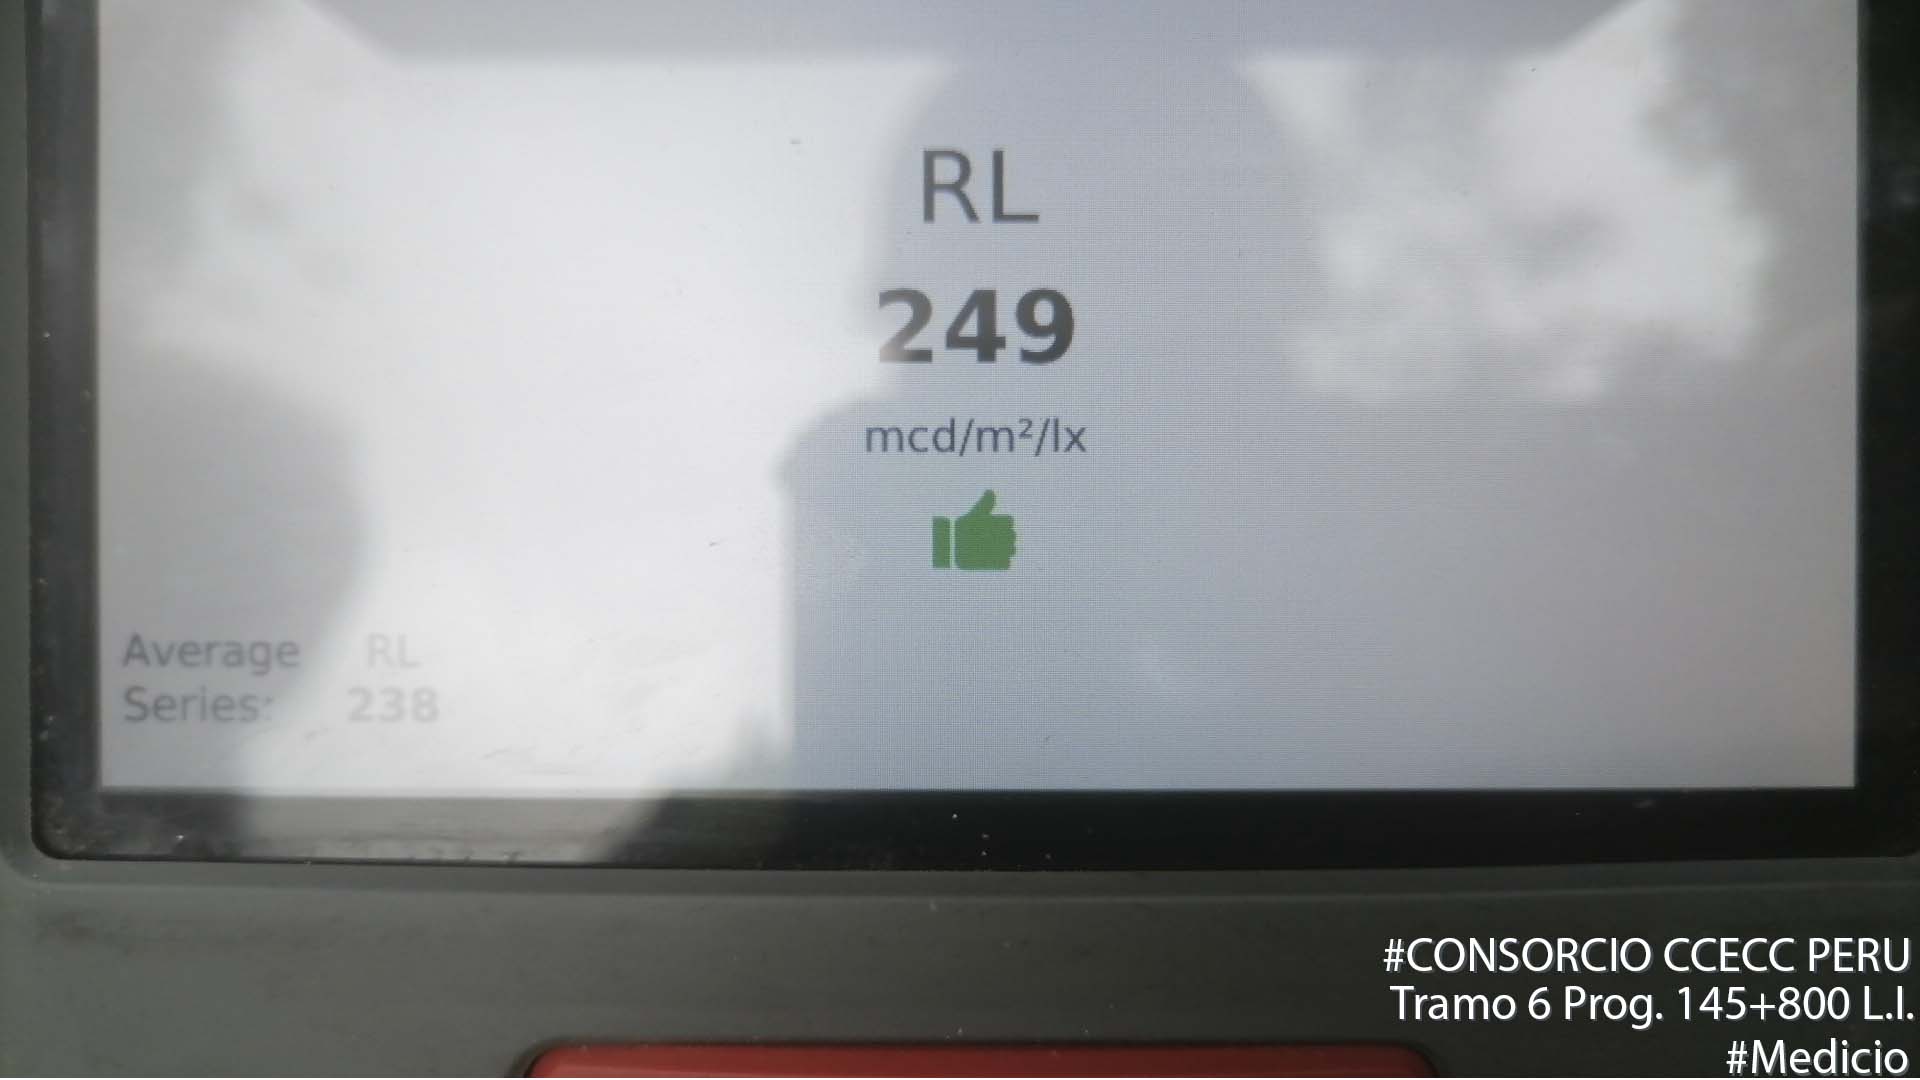 RL
249
mcd/m²/lx
Average RL
Series: 238
#CONSORCIO CCECC PERU
Tramo 6 Prog. 145+800 L.I.
#Medicio